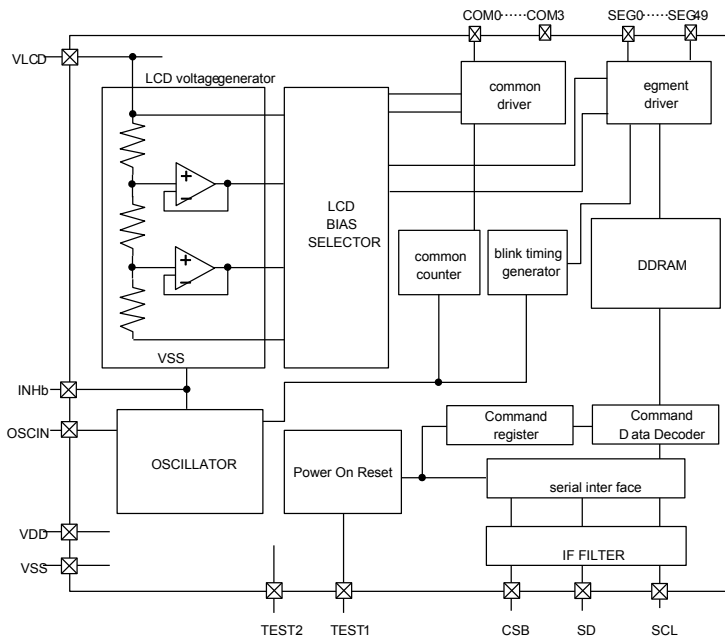 COM0 ······ COM3 SEG0 ······ SEG49
VLCD
LCD voltagegenerator
common
driver
egment
driver
+
−
LCD
BIAS
SELECTOR
common
counter
blink timing
generator
DDRAM
+
−
VSS
INHb
OSCIN
OSCILLATOR
Power On Reset
Command
register
Command
Data Decoder
serial inter face
IF FILTER
VDD
VSS
TEST2 TEST1 CSB SD SCL